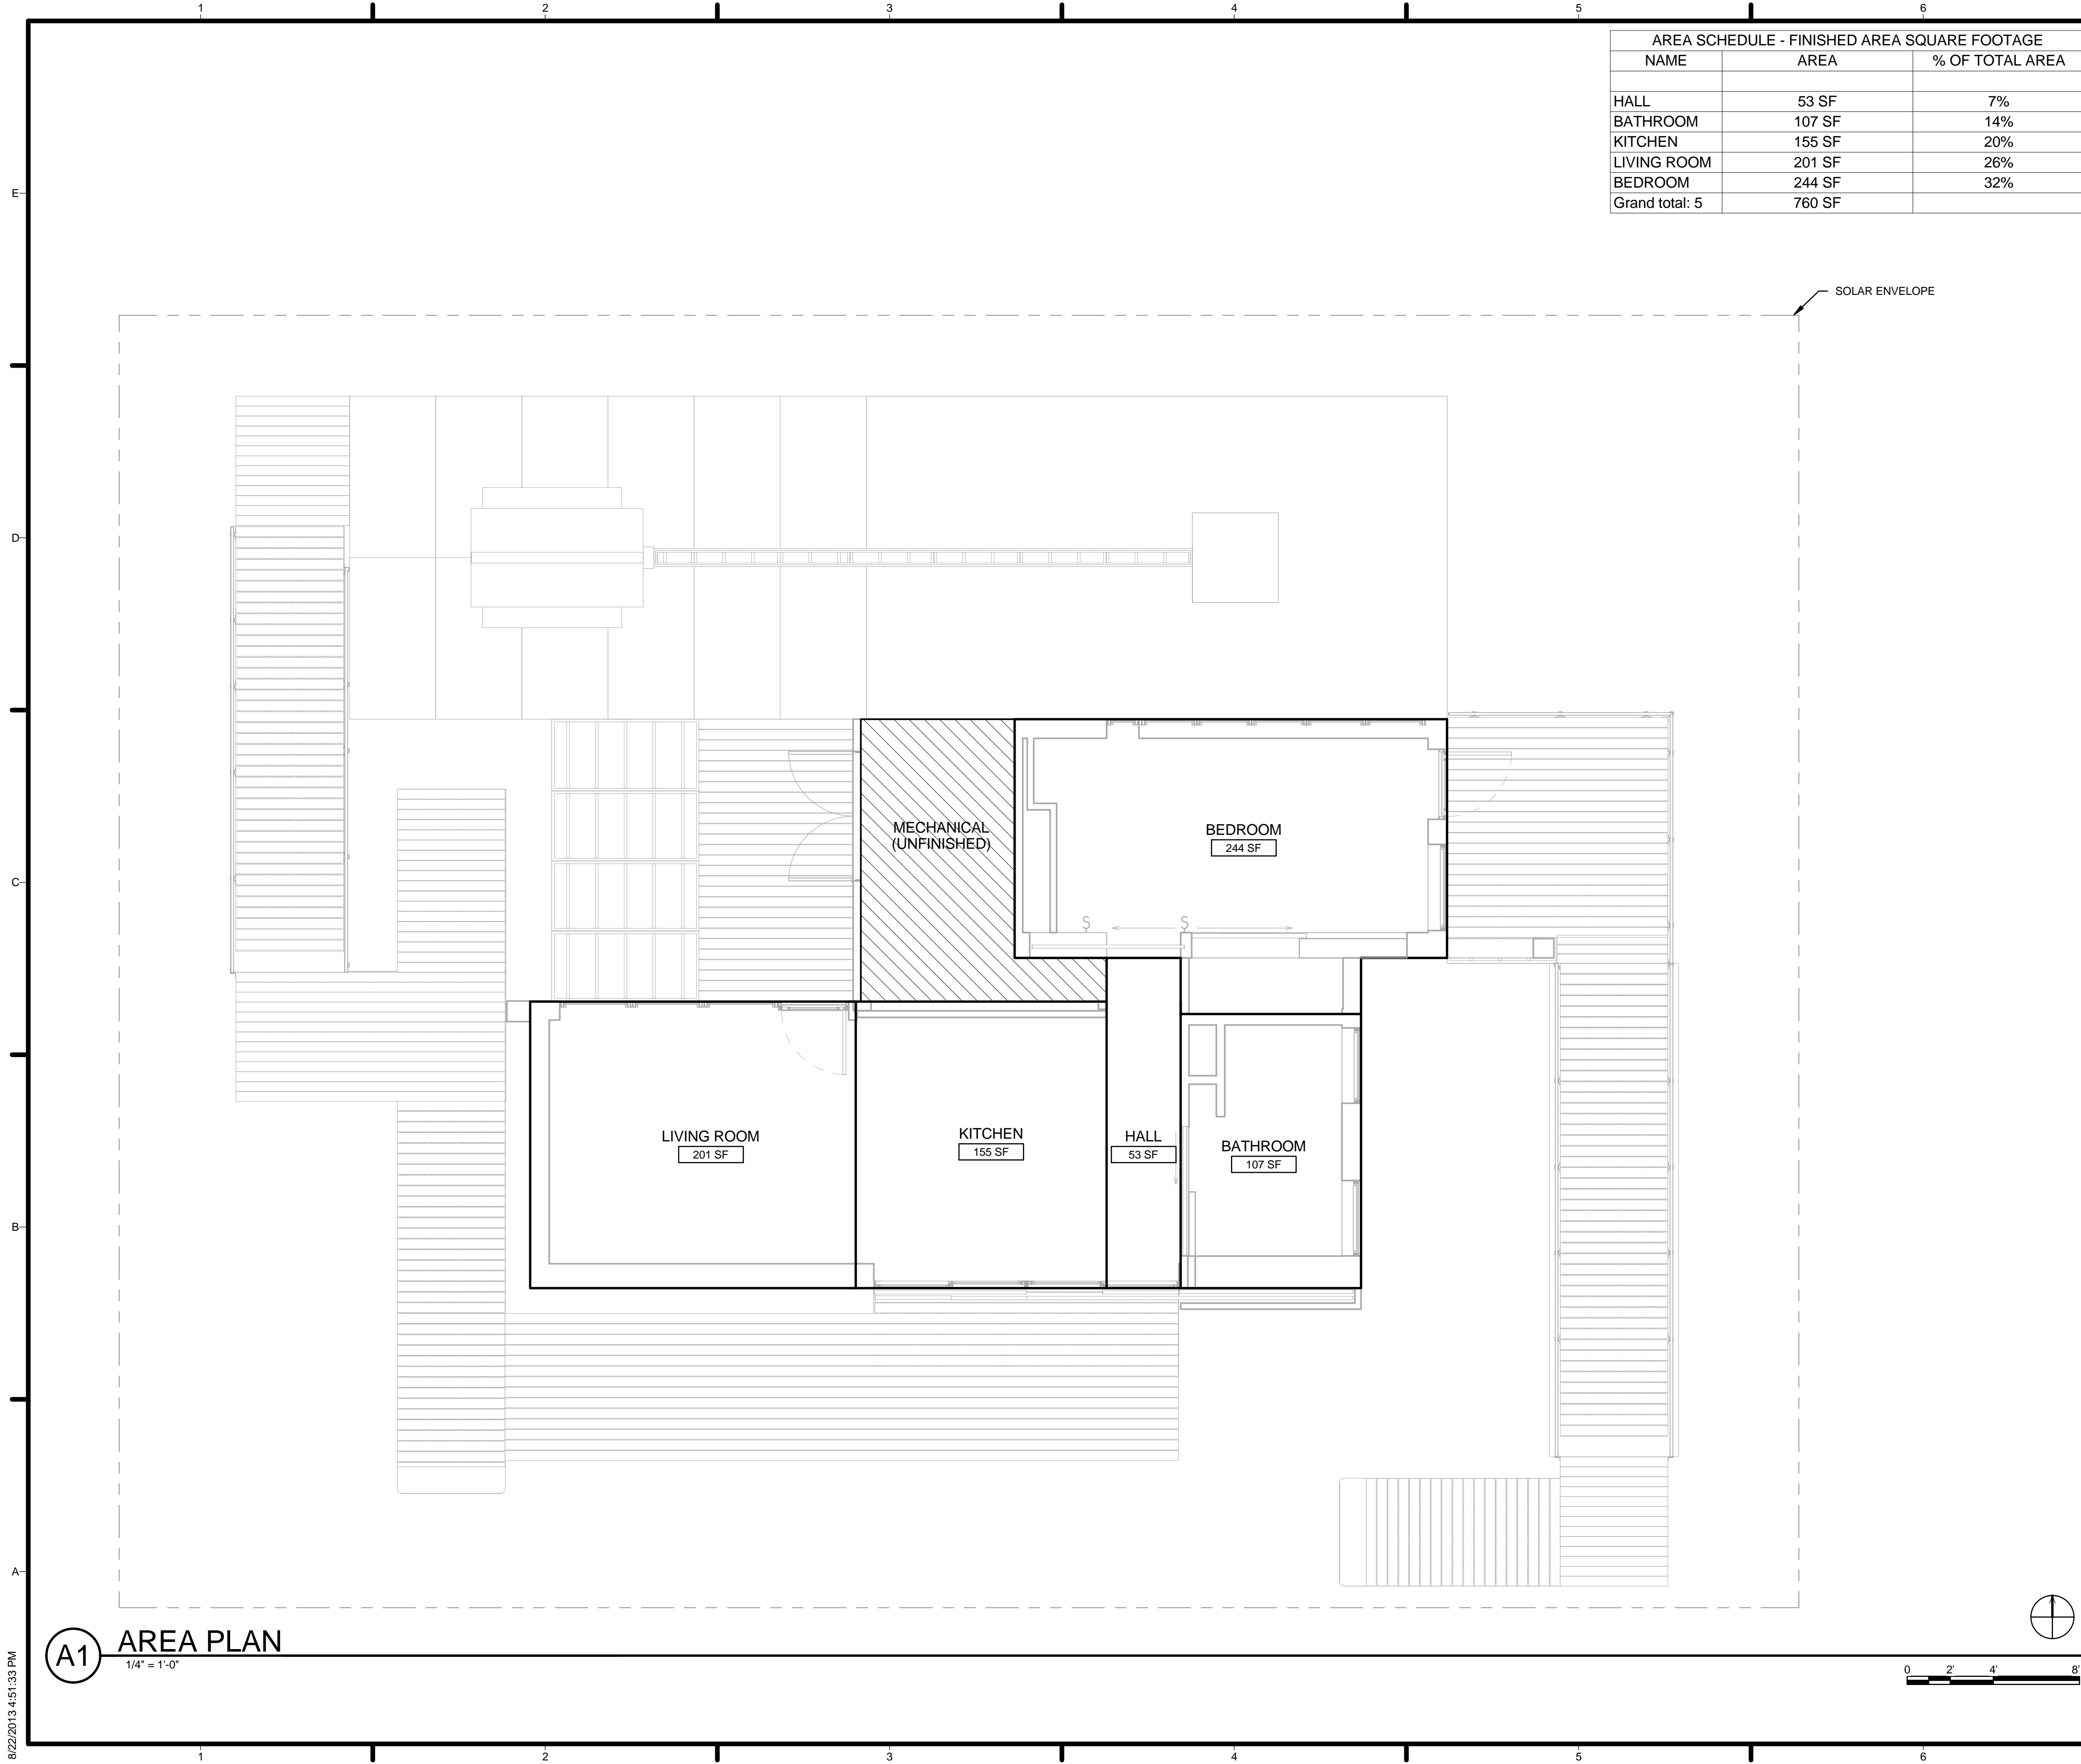 1 2 3 4 5 6
AREA SCHEDULE - FINISHED AREA SQUARE FOOTAGE
NAME AREA % OF TOTAL AREA
HALL 53 SF 7%
BATHROOM 107 SF 14%
KITCHEN 155 SF 20%
LIVING ROOM 201 SF 26%
BEDROOM 244 SF 32%
Grand total: 5 760 SF
E
SOLAR ENVELOPE
D
MECHANICAL
(UNFINISHED)
BEDROOM
244 SF
C
S S
LIVING ROOM
201 SF
KITCHEN
155 SF
HALL
53 SF
BATHROOM
107 SF
B
A
A1
AREA PLAN
1/4" = 1'-0"
0 2' 4' 8'
8/22/2013 4:51:33 PM
1 2 3 4 5 6